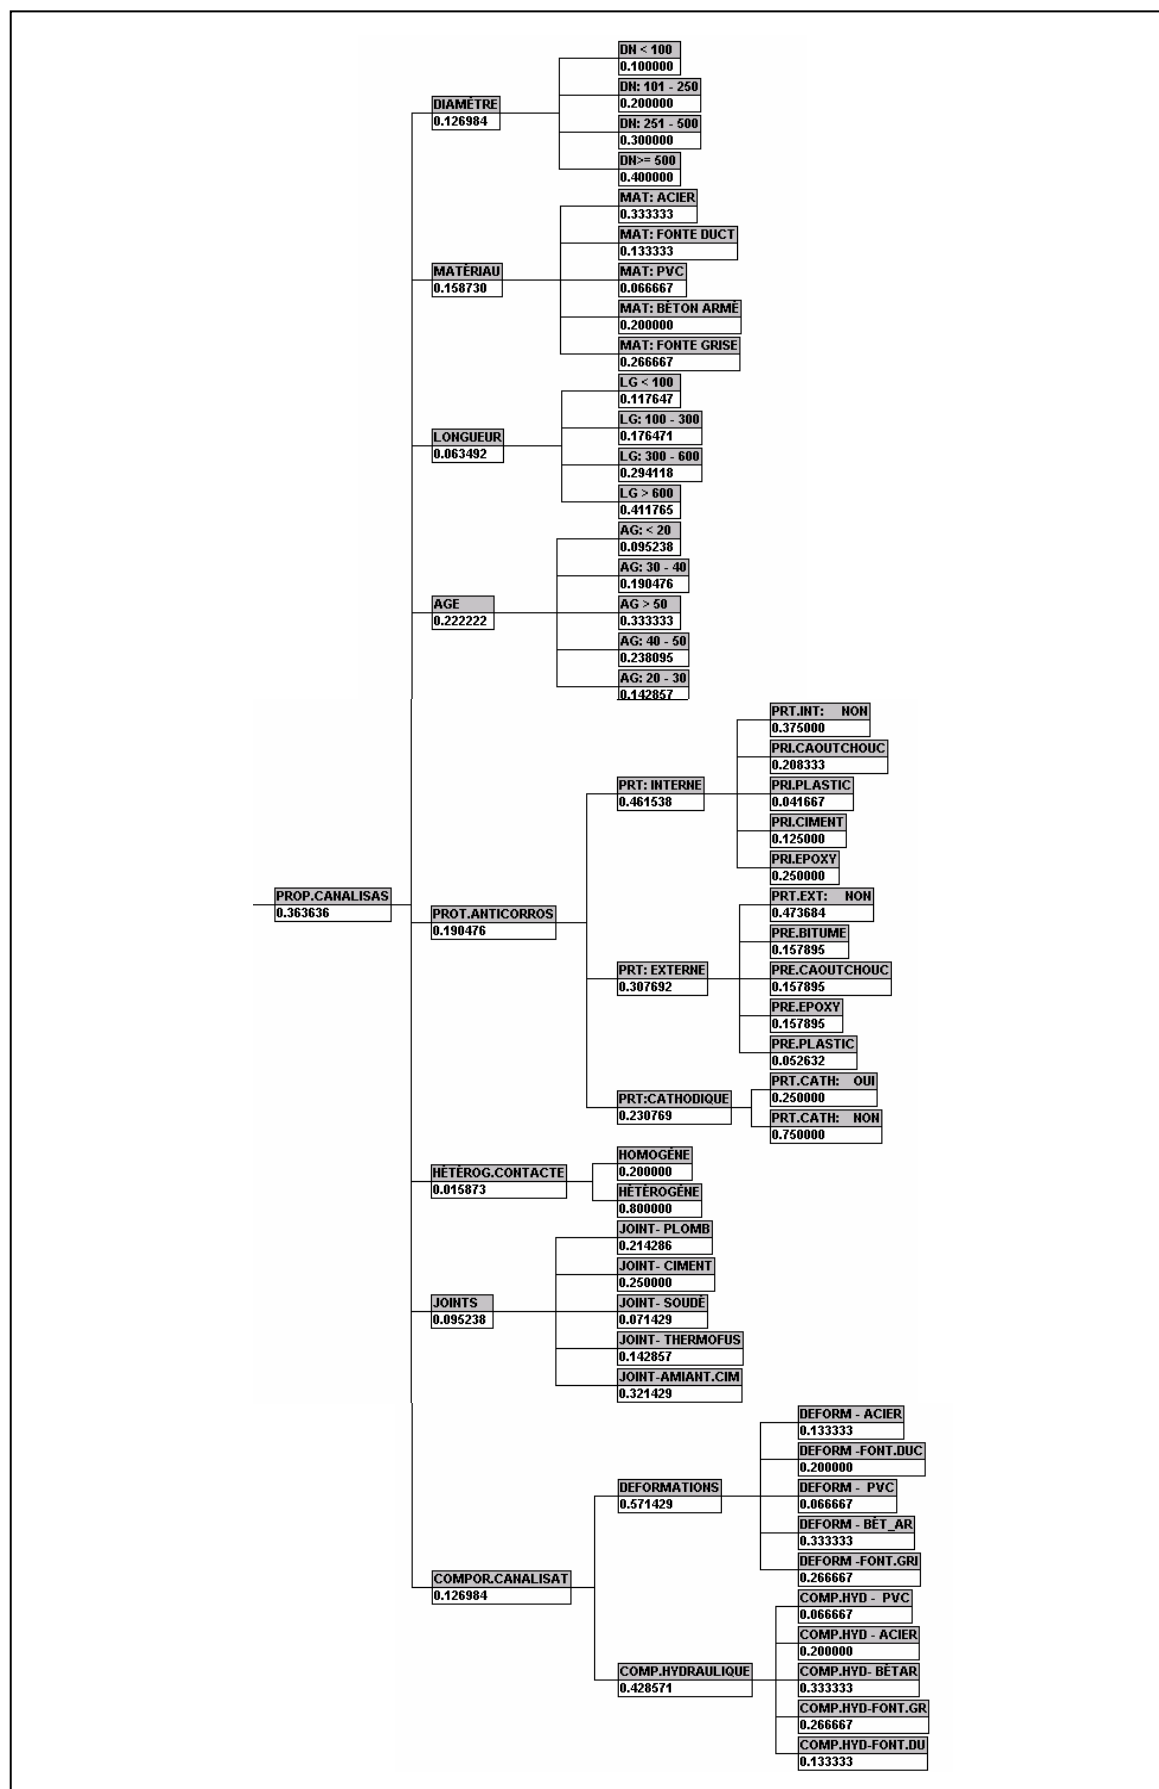 DN < 100
0.100000
DN: 101 - 250
0.200000
DIAMÈTRE
0.126984
DN: 251 - 500
0.300000
DN>= 500
0.400000
MAT: ACIER
0.333333
MAT: FONTE DUCT
0.133333
MATÉRIAU
0.158730
MAT: PVC
0.066667
MAT: BÉTON ARMÉ
0.200000
MAT: FONTE GRISE
0.266667
LG < 100
0.117647
LG: 100 - 300
0.176471
LONGUEUR
0.063492
LG: 300 - 600
0.294118
LG > 600
0.411765
AG: < 20
0.095238
AG: 30 - 40
0.190476
AGE
0.222222
AG > 50
0.333333
AG: 40 - 50
0.238095
AG: 20 - 30
0.142857
PRT.INT: NON
0.375000
PRI.CAOUTCHOUC
0.208333
PRT: INTERNE
0.461538
PRI.PLASTIC
0.041667
PRI.CIMENT
0.125000
PRI.EPOXY
0.250000
PROP.CANALISAS
0.363636
PROT.ANTICORROS
0.190476
PRT.EXT: NON
0.473684
PRE.BITUME
0.157895
PRT: EXTERNE
0.307692
PRE.CAOUTCHOUC
0.157895
PRE.EPOXY
0.157895
PRE.PLASTIC
0.052632
PRT:CATHODIQUE
0.230769
PRT.CATH: OUI
0.250000
PRT.CATH: NON
0.750000
HÉTÉROG.CONTACTE
0.015873
HOMOGÈNE
0.200000
HÉTÉROGÈNE
0.800000
JOINT- PLOMB
0.214286
JOINT- CIMENT
0.250000
JOINTS
0.095238
JOINT- SOUDÉ
0.071429
JOINT- THERMOFUS
0.142857
JOINT-AMIANT.CIM
0.321429
DEFORM - ACIER
0.133333
DEFORM -FONT.DUC
0.200000
DEFORMATIONS
0.571429
DEFORM - PVC
0.066667
DEFORM - BÉT_AR
0.333333
DEFORM -FONT.GRI
0.266667
COMPOR.CANALISAT
0.126984
COMP.HYD - PVC
0.066667
COMP.HYD - ACIER
0.200000
COMP.HYDRAULIQUE
0.428571
COMP.HYD- BÉTAR
0.333333
COMP.HYD-FONT.GR
0.266667
COMP.HYD-FONT.DU
0.133333